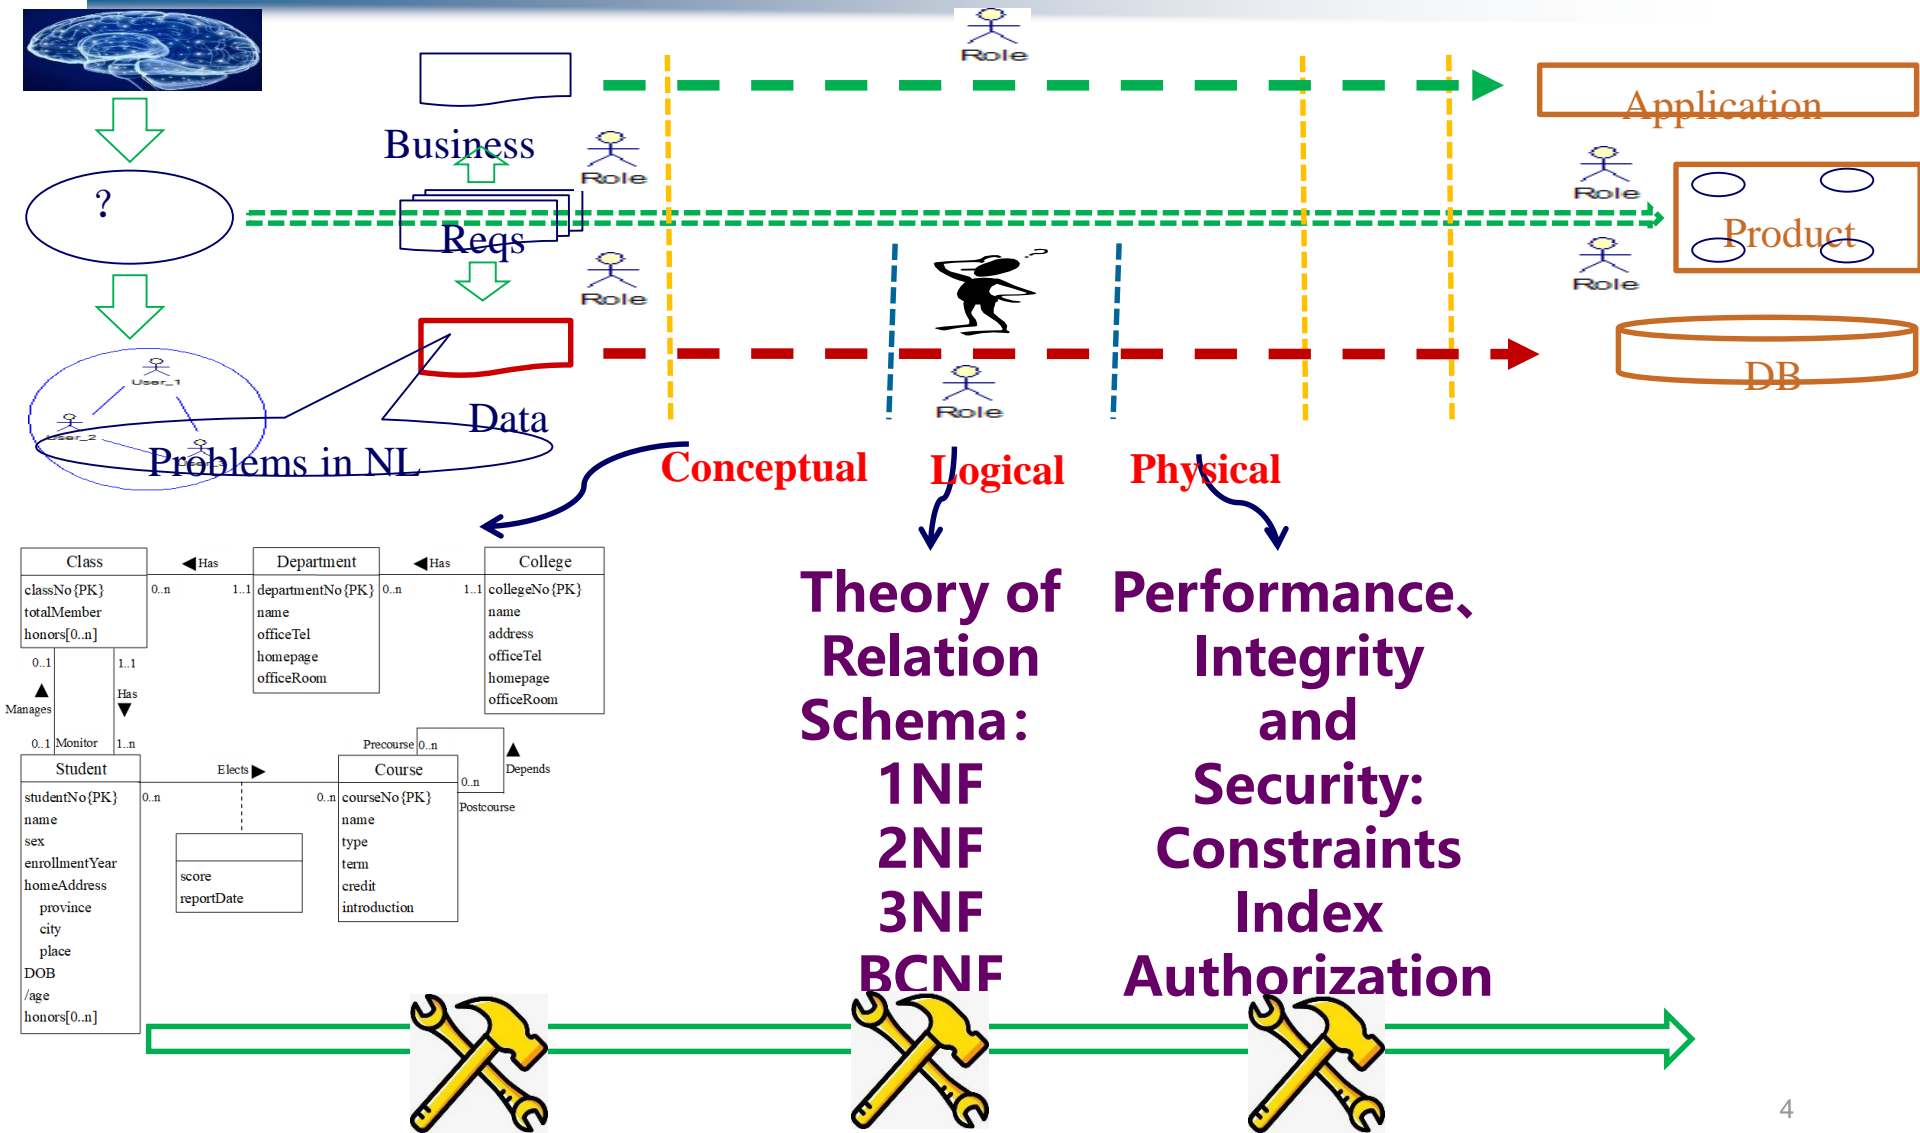 Role
Application
Business
Role
Role
?
Reqs
Product
Role
Role
DB
User_1
Role
Data
User_2
Problems in NL
Conceptual
Logical
Physical
Class
Has
Department
Has
College
classNo{PK}
totalMember
honors[0..n]
0..n
1..1
departmentNo{PK}
name
officeTel
homepage
officeRoom
0..n
1..1
collegeNo{PK}
name
address
officeTel
homepage
officeRoom
0..1
1..1
Has
Manages
0..1
Monitor
1..n
Precourse
0..n
Depends
0..n
Postcourse
Student
Elects
Course
studentNo{PK}
name
sex
enrollmentYear
homeAddress
province
city
place
DOB
/age
honors[0..n]
0..n
0..n
score
reportDate
courseNo{PK}
name
type
term
credit
introduction
Theory of
Relation
Schema：
1NF
2NF
3NF
BCNF
Performance、
Integrity
and
Security:
Constraints
Index
Authorization
4